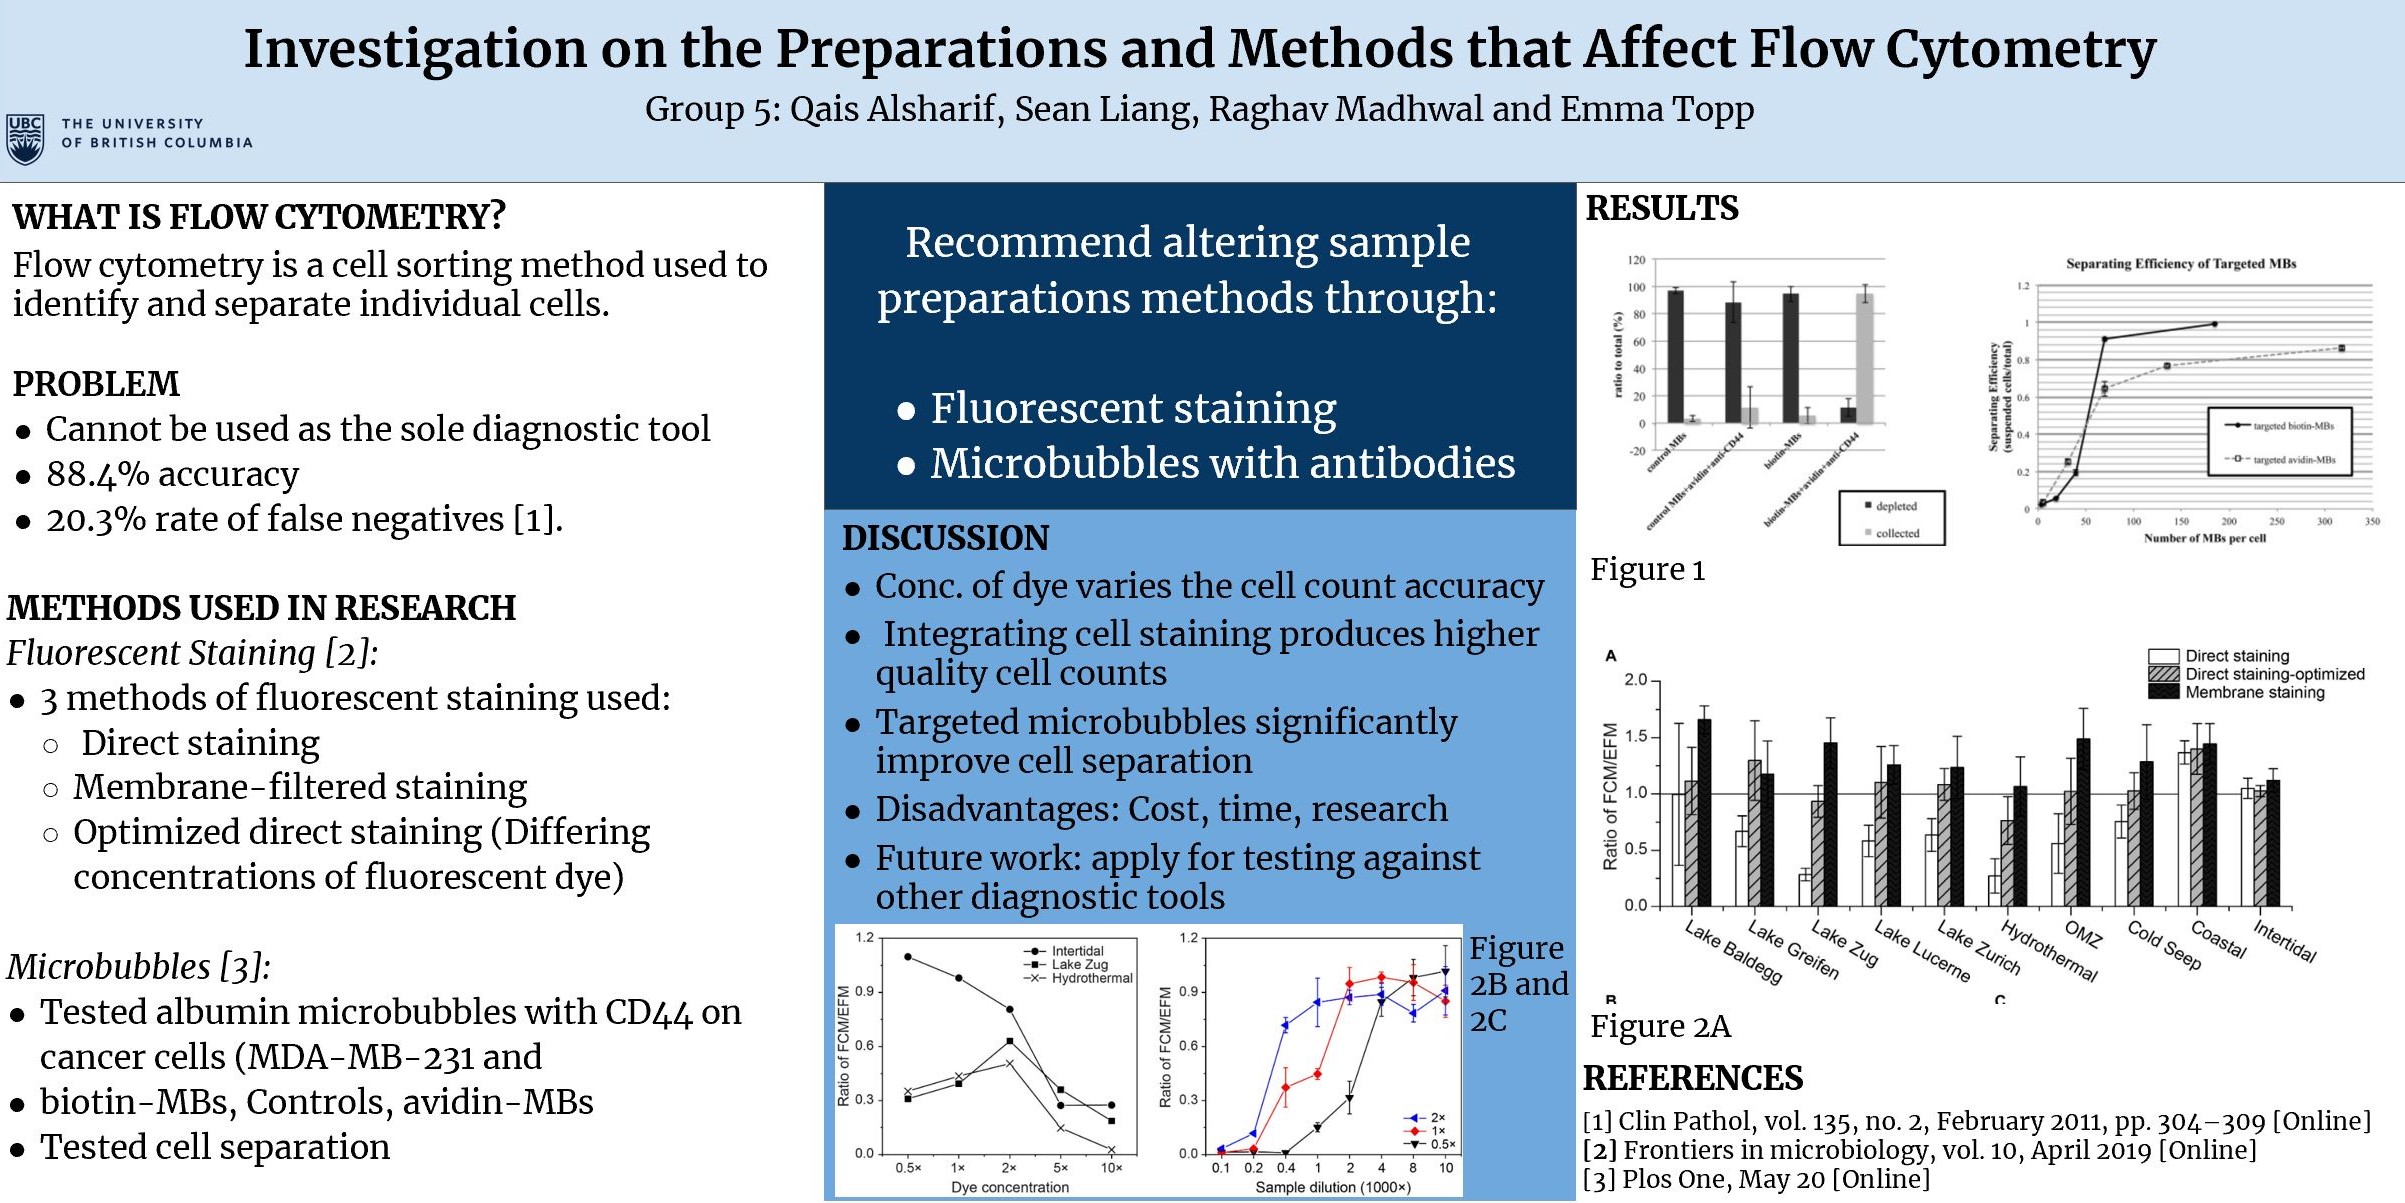 Investigation on the Preparations and Methods that Affect Flow Cytometry
Group 5: Qais Alsharif, Sean Liang, Raghav Madhwal and Emma Topp
UBC
THE UNIVERSITY
OF BRITISH COLUMBIA
WHAT IS FLOW CYTOMETRY?
Flow cytometry is a cell sorting method used to
identify and separate individual cells.
PROBLEM
● Cannot be used as the sole diagnostic tool
● 88.4% accuracy
● 20.3% rate of false negatives [1].
METHODS USED IN RESEARCH
Fluorescent Staining [2]:
● 3 methods of fluorescent staining used:
○ Direct staining
○ Membrane-filtered staining
○ Optimized direct staining (Differing
concentrations of fluorescent dye)
Microbubbles [3]:
● Tested albumin microbubbles with CD44 on
cancer cells (MDA-MB-231 and
● biotin-MBs, Controls, avidin-MBs
● Tested cell separation
Recommend altering sample
preparations methods through:
● Fluorescent staining
● Microbubbles with antibodies
DISCUSSION
● Conc. of dye varies the cell count accuracy
● Integrating cell staining produces higher
quality cell counts
● Targeted microbubbles significantly
improve cell separation
● Disadvantages: Cost, time, research
● Future work: apply for testing against
other diagnostic tools
1.2
0.9
0.6
0.3
0.0
Ratio of FCM/EFM
Intertidal
Lake Zug
Hydrothermal
0.5× 1× 2× 5× 10×
Dye concentration
1.2
0.9
0.6
0.3
0.0
Ratio of FCM/EFM
2×
1×
0.5×
0.1 0.2 0.4 1 2 4 8 10
Sample dilution (1000×)
Figure
2B and
2C
RESULTS
120
100
80
60
40
20
0
-20
ratio to total (%)
control MBs
control MBs+avidin+anti-CD44
biotin-MBs
biotin-MBs+avidin+anti-CD44
depleted
collected
Separating Efficiency of Targeted MBs
1.2
1
0.8
0.6
0.4
0.2
0
Separating Efficiency
(suspended cells/total)
targeted biotin-MBs
targeted avidin-MBs
0 50 100 150 200 250 300 350
Number of MBs per cell
Figure 1
A
Direct staining
Direct staining-optimized
Membrane staining
2.0
1.5
1.0
0.5
0.0
Ratio of FCM/EFM
Lake Baldegg
Lake Greifen
Lake Zug
Lake Lucerne
Lake Zurich
Hydrothermal
OMZ
Cold Seep
Coastal
Intertidal
B C
Figure 2A
REFERENCES
[1] Clin Pathol, vol. 135, no. 2, February 2011, pp. 304–309 [Online]
[2] Frontiers in microbiology, vol. 10, April 2019 [Online]
[3] Plos One, May 20 [Online]